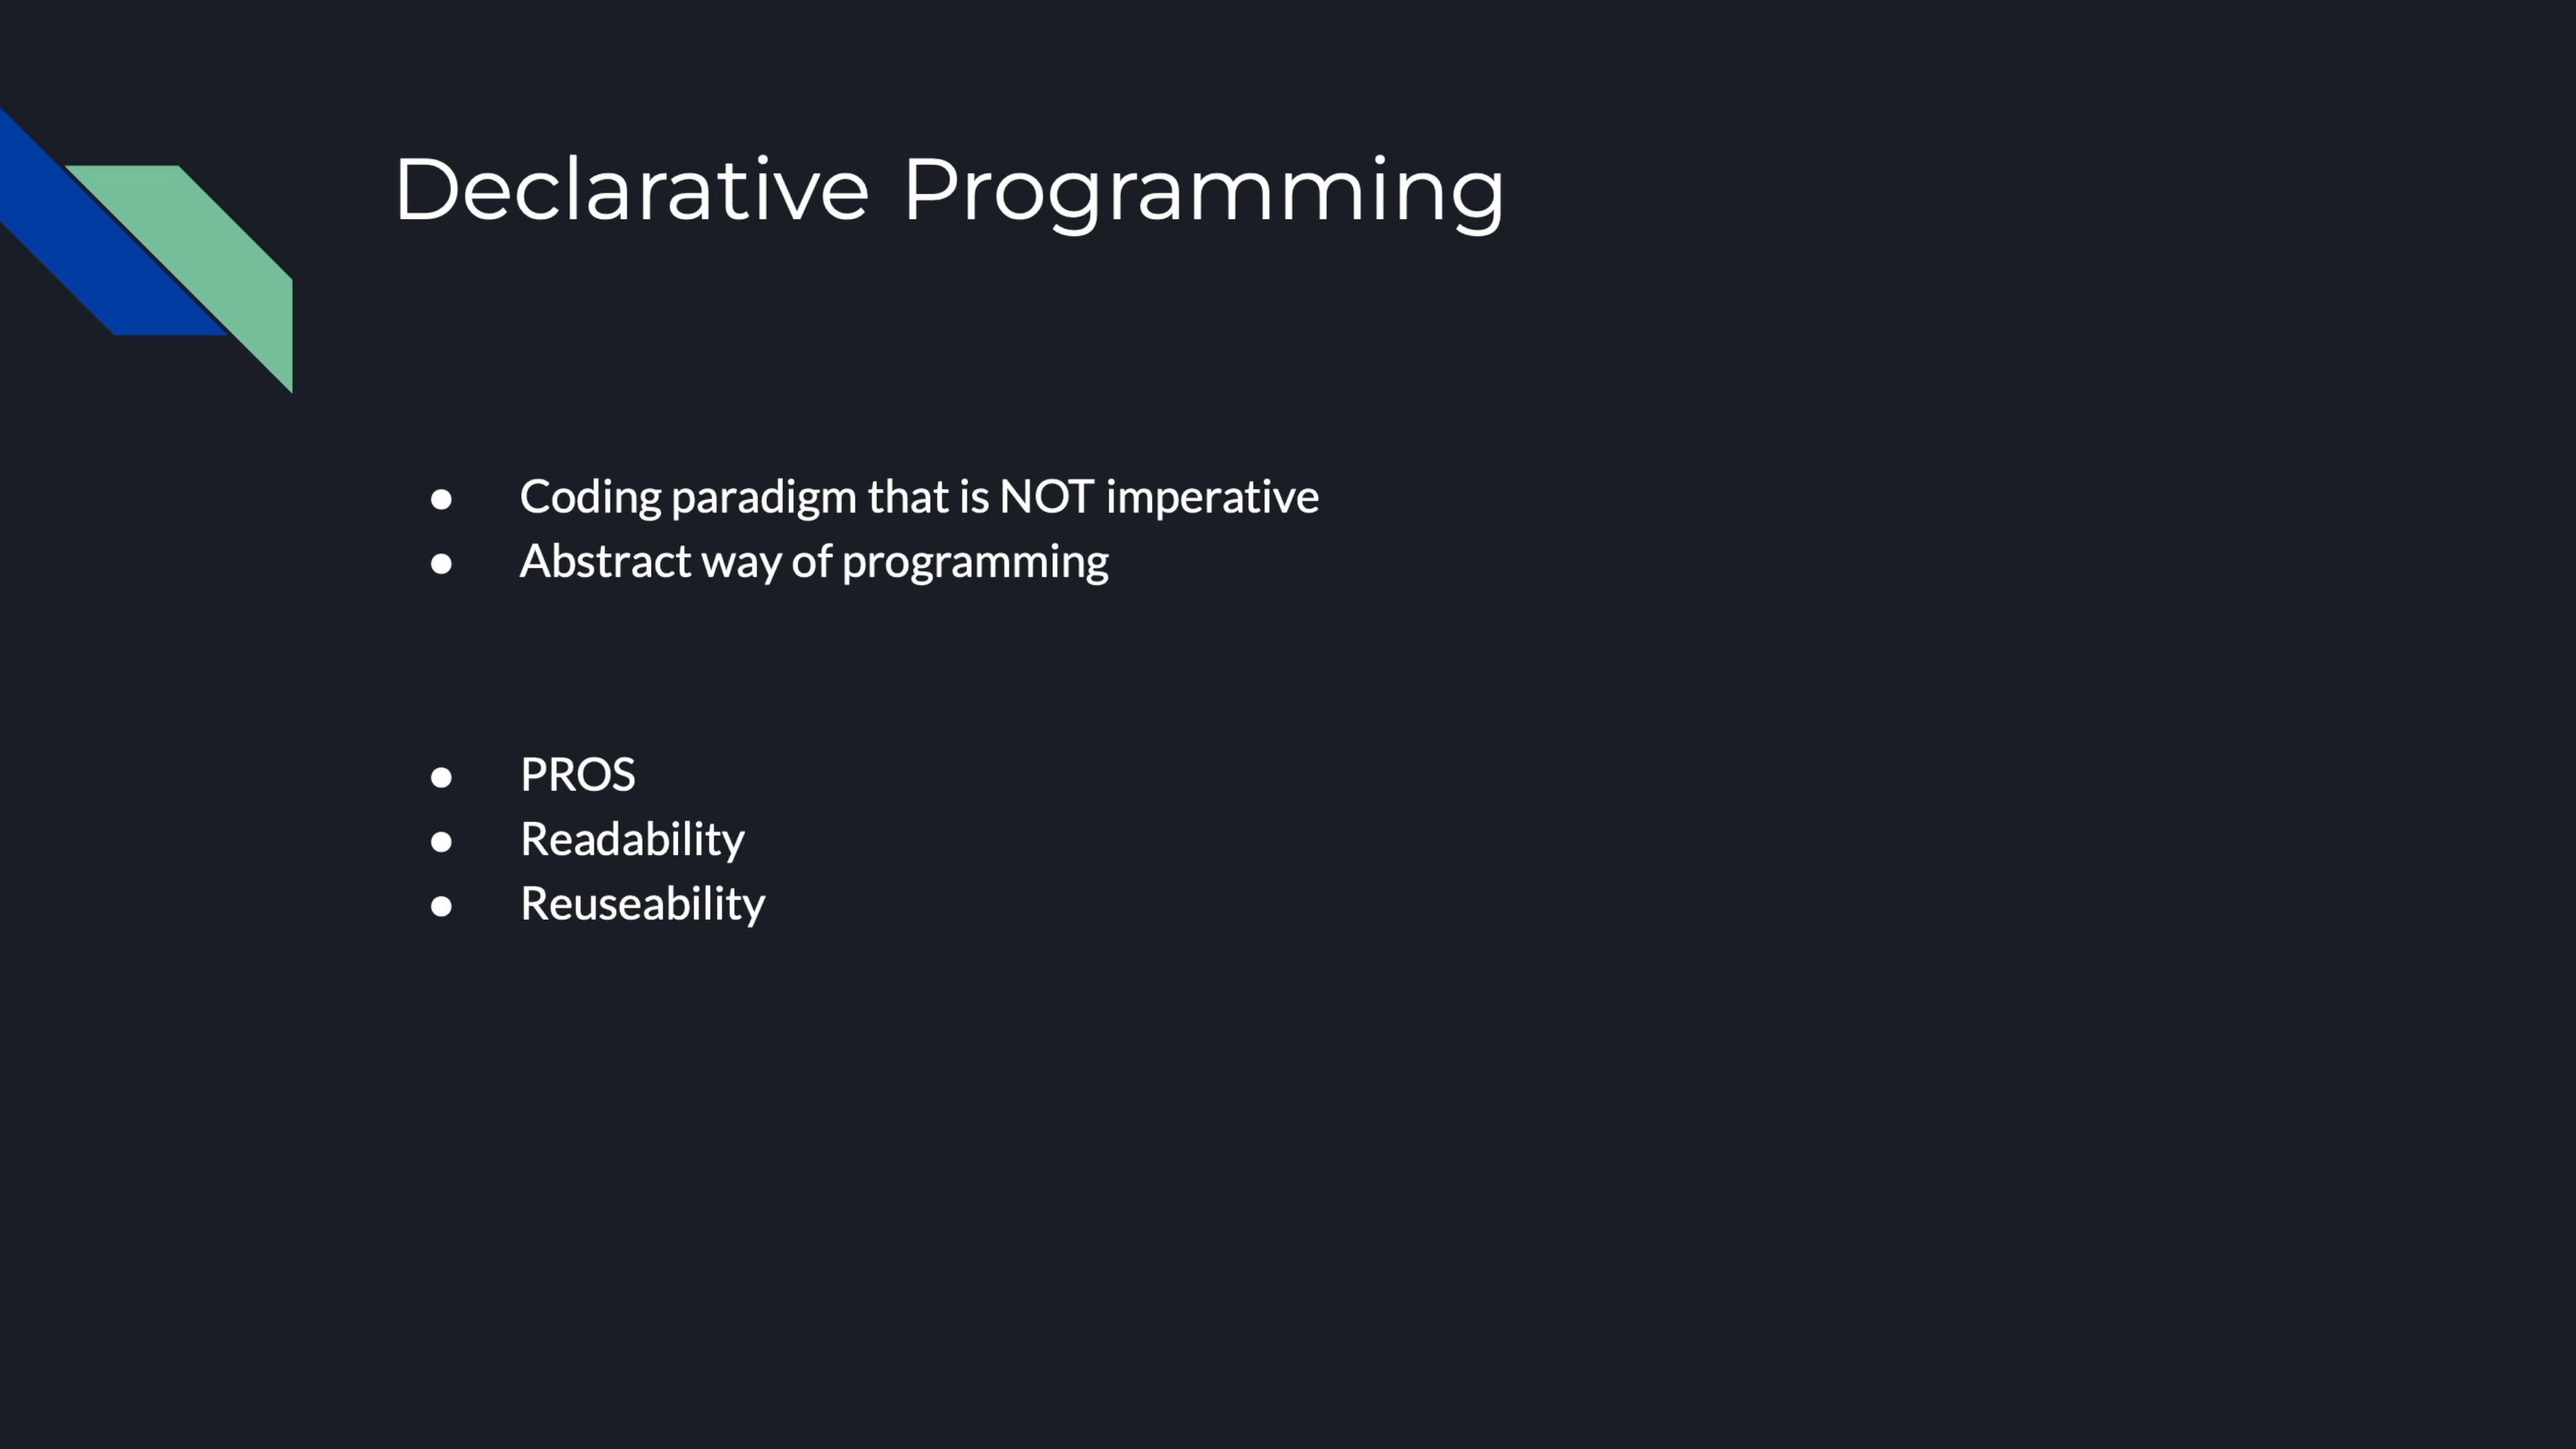 Declarative Programming
● Coding paradigm that is NOT imperative
● Abstract way of programming
● PROS
● Readability
● Reuseability